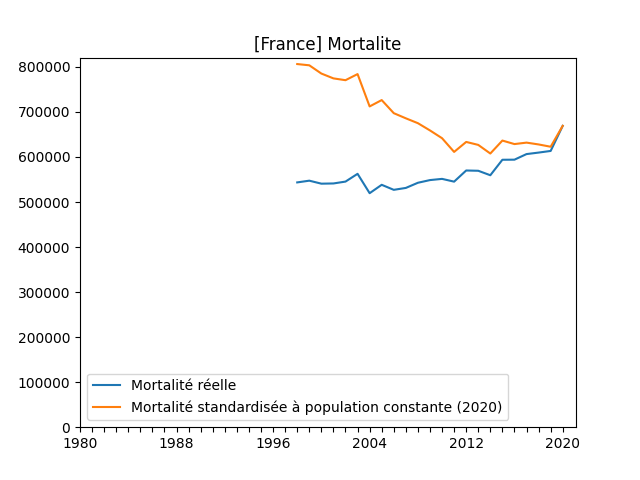 [France] Mortalite
800000
700000
600000
500000
400000
300000
200000
100000
0
Mortalité réelle
Mortalité standardisée à population constante (2020)
1980 1988 1996 2004 2012 2020